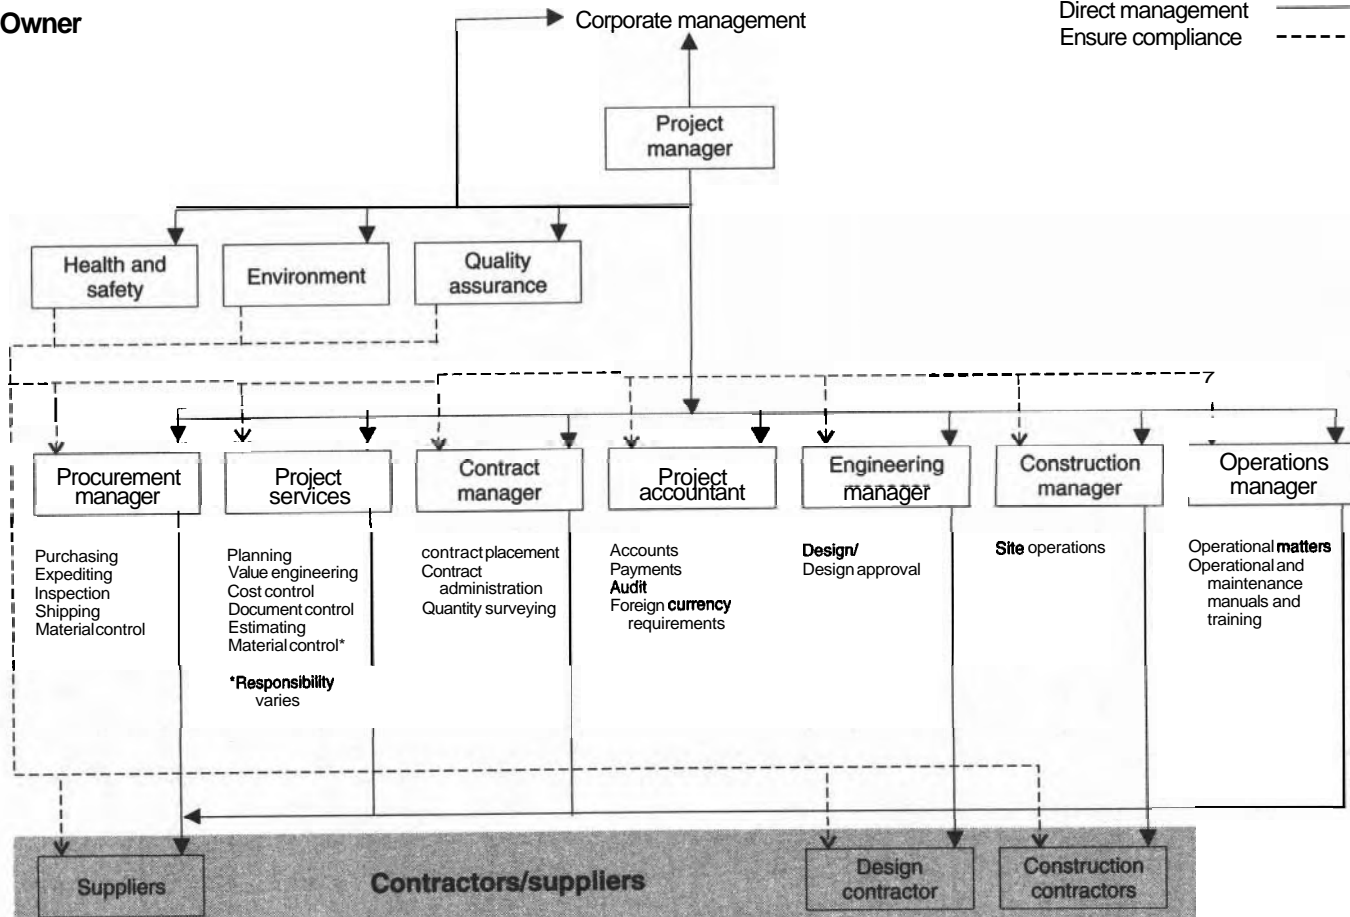 Owner
Corporate management
Direct management
Ensure compliance
Project
manager
Health and
safety
Environment
Quality
assurance
Procurement
manager
Project
services
Contract
manager
Project
accountant
Engineering
manager
Construction
manager
Operations
manager
Purchasing
Expediting
Inspection
Shipping
Material control
Planning
Value engineering
Cost control
Document control
Estimating
Material control*
*Responsibility
varies
contract placement
Contract
administration
Quantity surveying
Accounts
Payments
Audit
Foreign currency
requirements
Design/
Design approval
Site operations
Operational matters
Operational and
maintenance
manuals and
training
Suppliers
Contractors/suppliers
Design
contractor
Construction
contractors